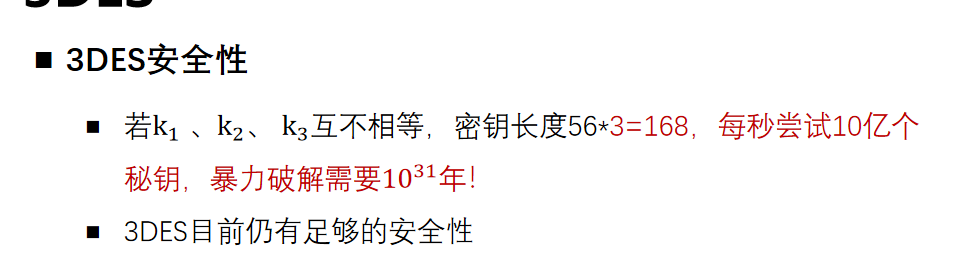 3DES
■ 3DES安全性
■ 若k₁ 、k₂、 k₃互不相等，密钥长度56*3=168，每秒尝试10亿个
秘钥，暴力破解需要10³¹年!
■ 3DES目前仍有足够的安全性